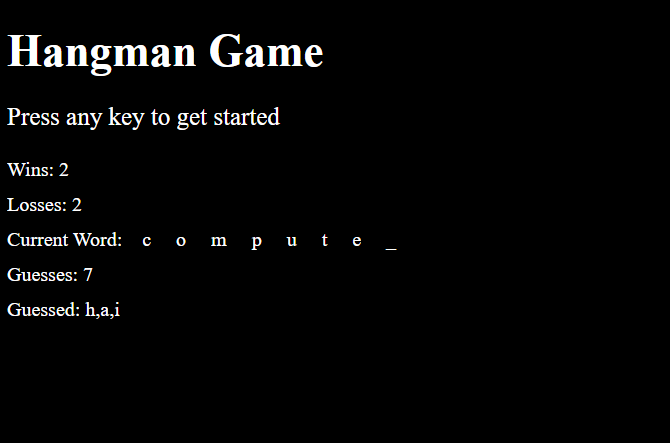 Hangman Game
Press any key to get started
Wins: 2
Losses: 2
Current Word: c o m p u t e _
Guesses: 7
Guessed: h,a,i